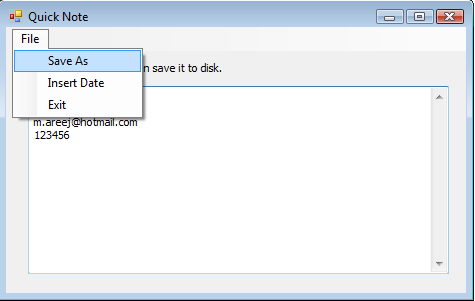 Quick Note
File
Save As
Insert Date
Exit
n save it to disk.
m.areej@hotmail.com
123456